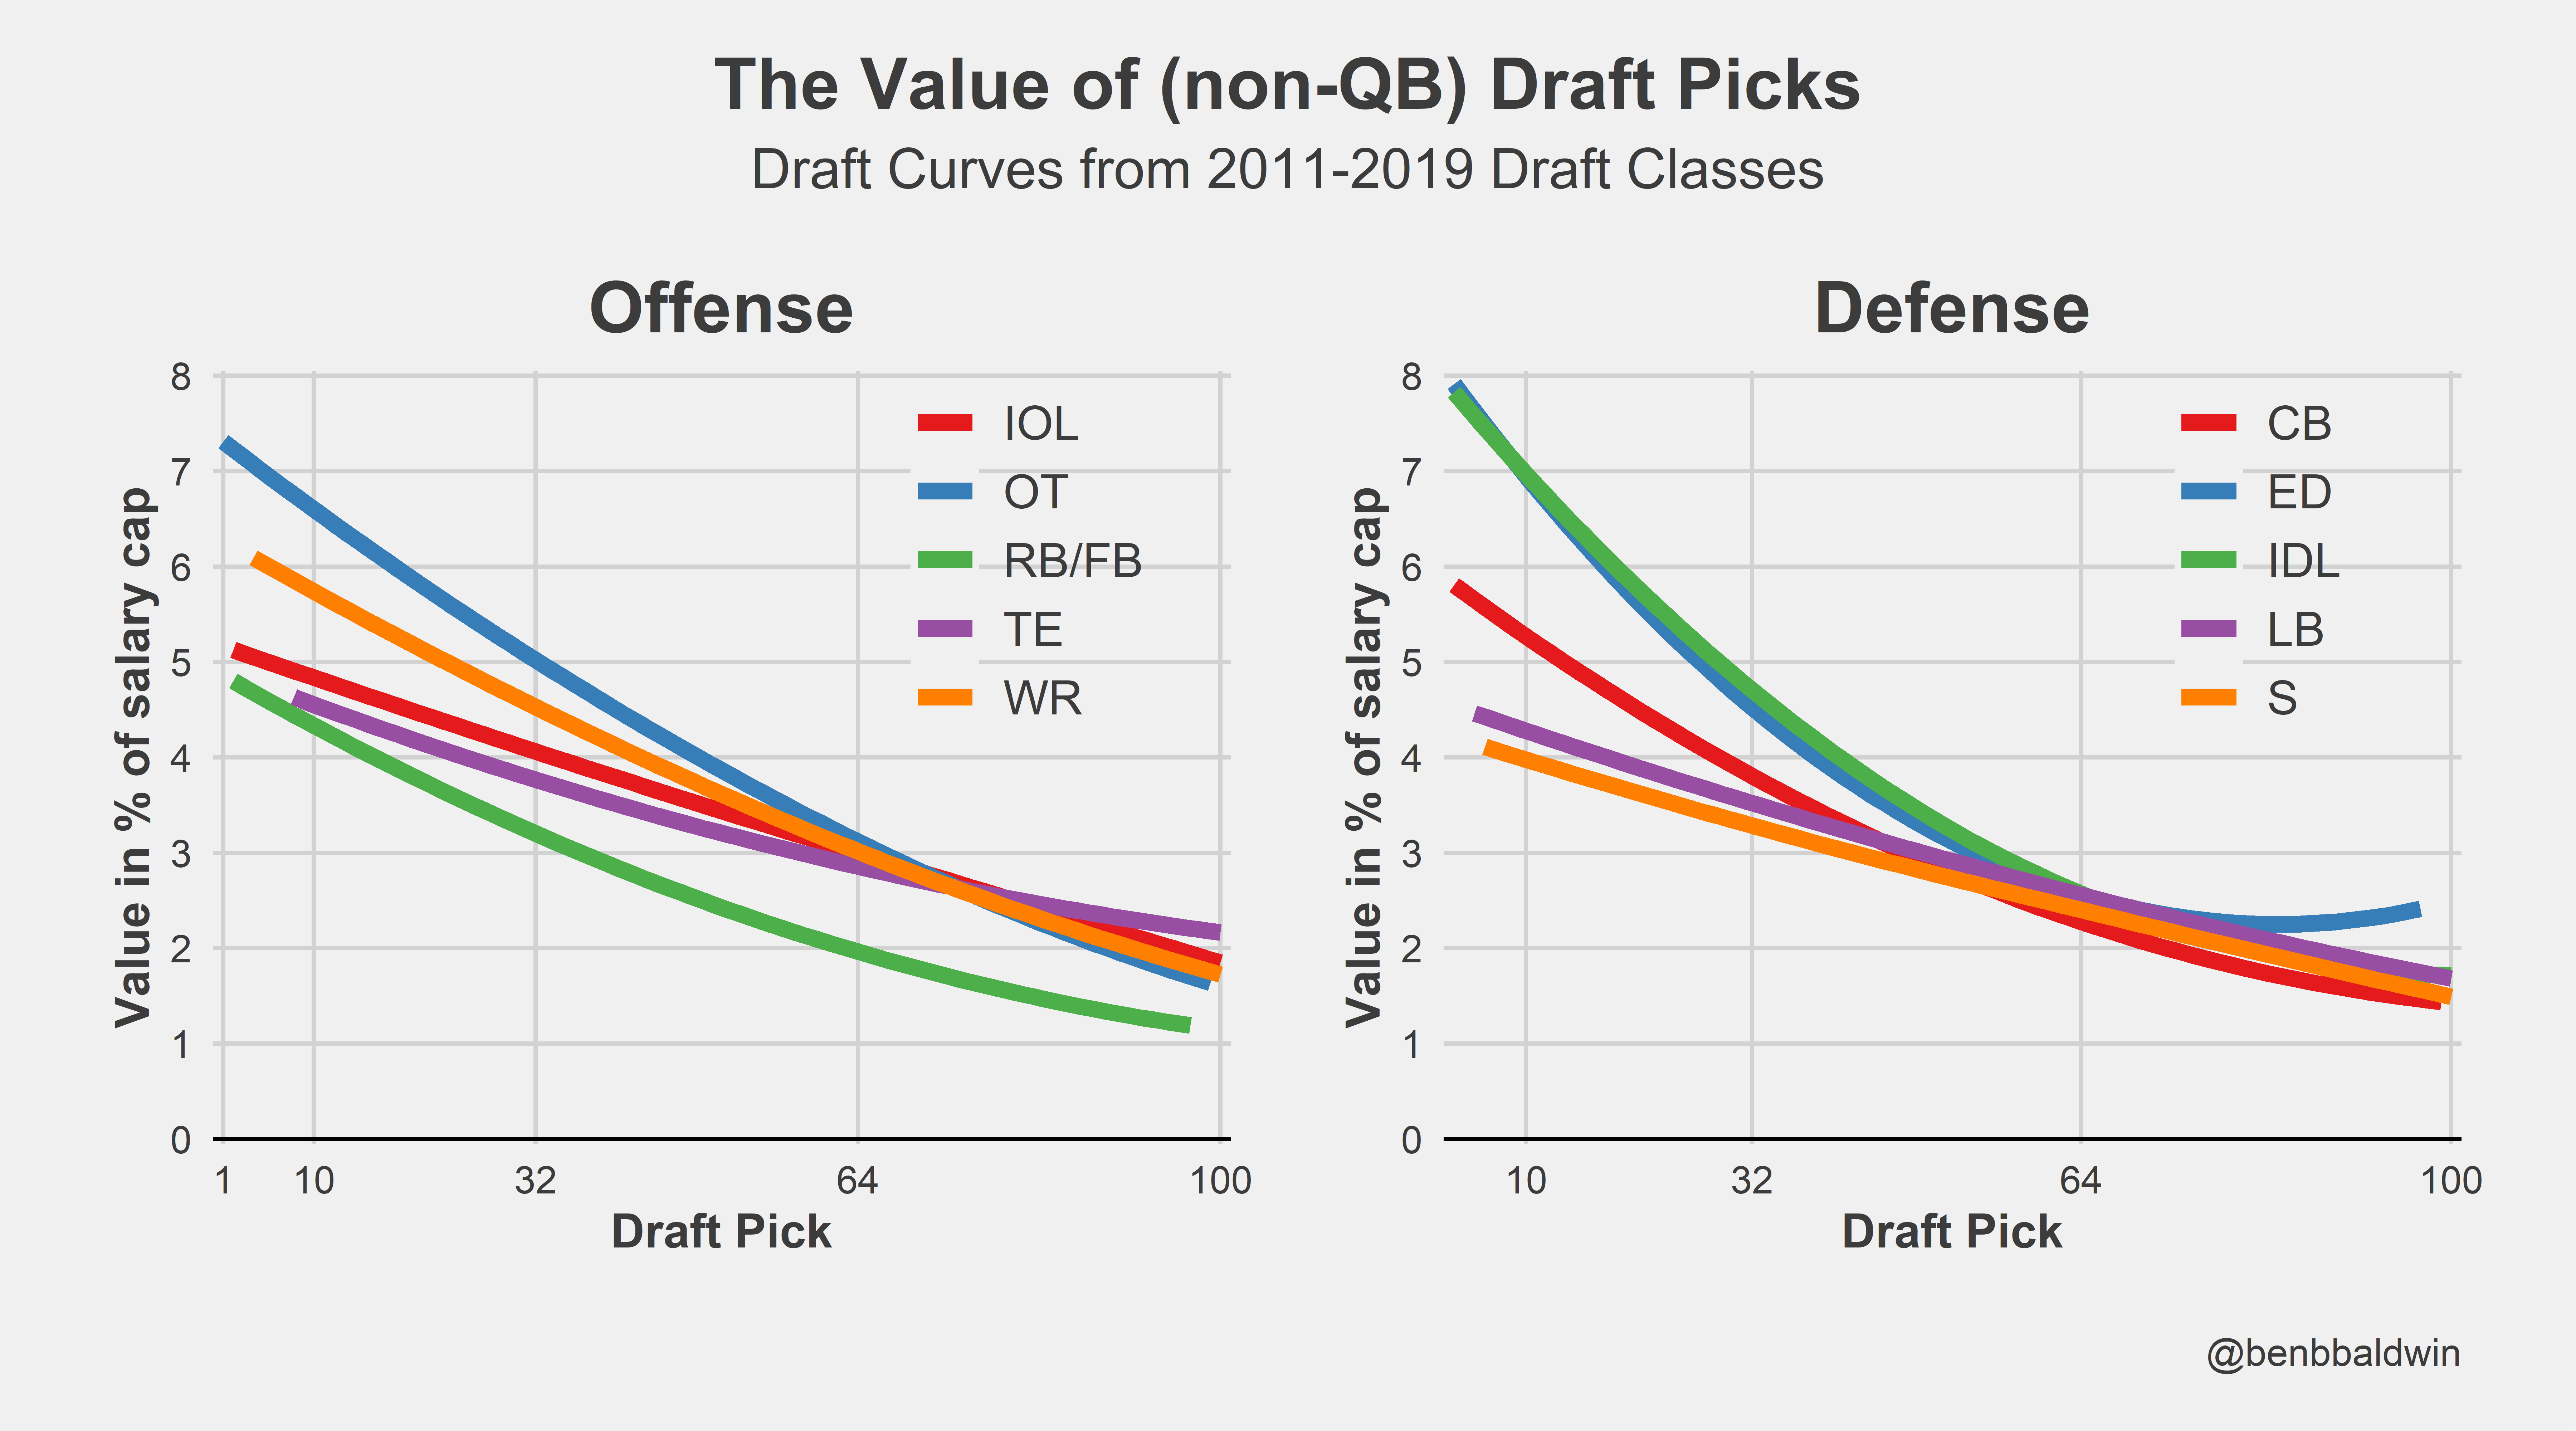 The Value of (non-QB) Draft Picks
Draft Curves from 2011-2019 Draft Classes
Offense
Value in % of salary cap
8
7
6
5
4
3
2
1
0
IOL
OT
RB/FB
TE
WR
1 10 32 64 100
Draft Pick
Defense
Value in % of salary cap
8
7
6
5
4
3
2
1
0
CB
ED
IDL
LB
S
10 32 64 100
Draft Pick
@benbbaldwin